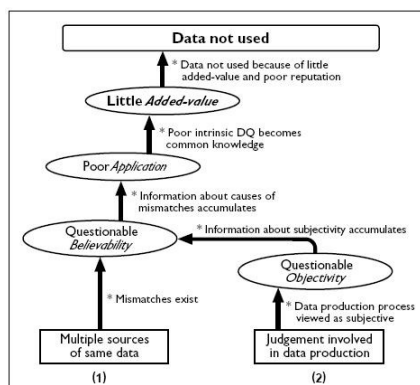 Data not used
* Data not used because of little
added-value and poor reputation
Little Added-value
* Poor intrinsic DQ becomes
common knowledge
Poor Application
* Information about causes of
mismatches accumulates
Questionable
Believability
* Information about subjectivity accumulates
Questionable
Objectivity
* Mismatches exist
* Data production process
viewed as subjective
Multiple sources
of same data
Judgement involved
in data production
(1)
(2)